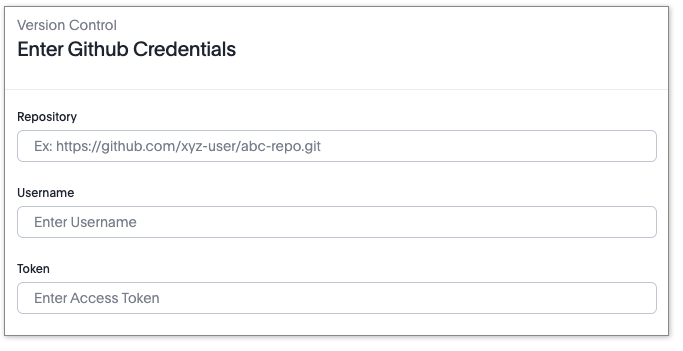 Version Control
Enter Github Credentials
Repository
Ex: https://github.com/xyz-user/abc-repo.git
Username
Enter Username
Token
Enter Access Token